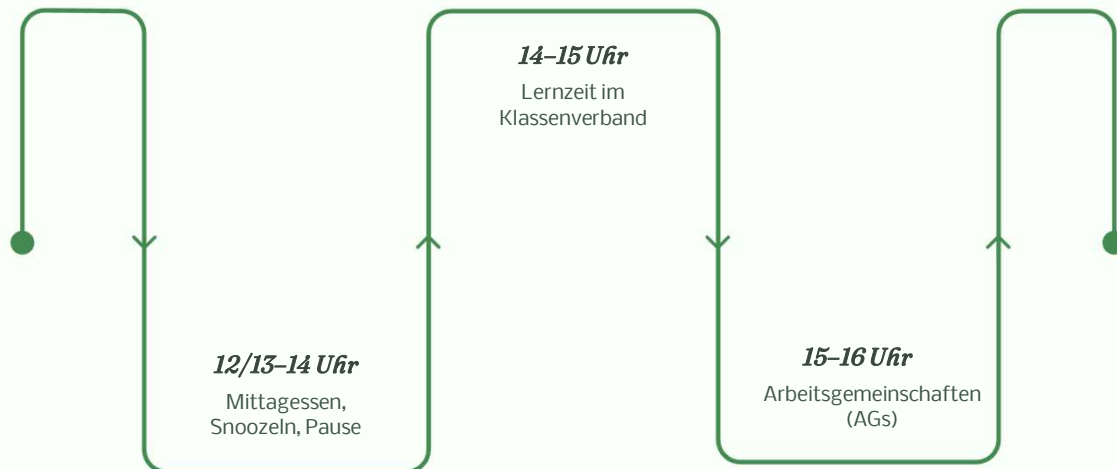 12/13–14 Uhr
Mittagessen,
Snoozeln, Pause
14–15 Uhr
Lernzeit im
Klassenverband
15–16 Uhr
Arbeitsgemeinschaften
(AGs)